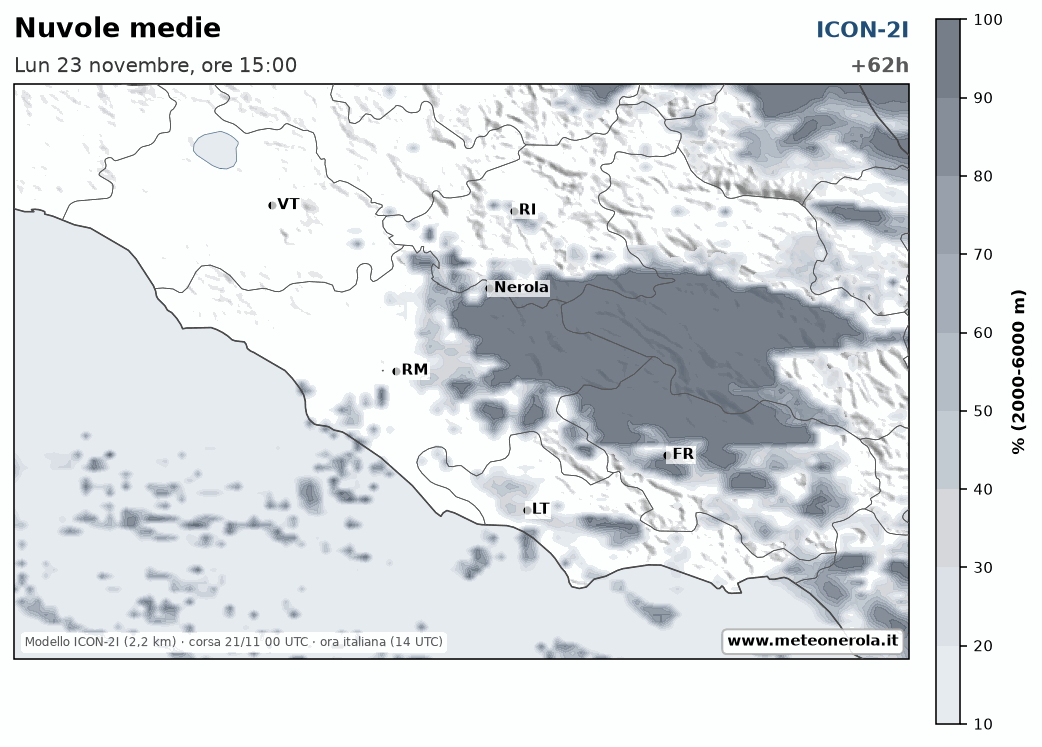 Nuvole medie
ICON-2I
Lun 23 novembre, ore 15:00
+62h
VT
RI
Nerola
RM
FR
LT
Modello ICON-2I (2,2 km) · corsa 21/11 00 UTC · ora italiana (14 UTC)
www.meteonerola.it
100
90
80
70
60
50
40
30
20
10
% (2000-6000 m)